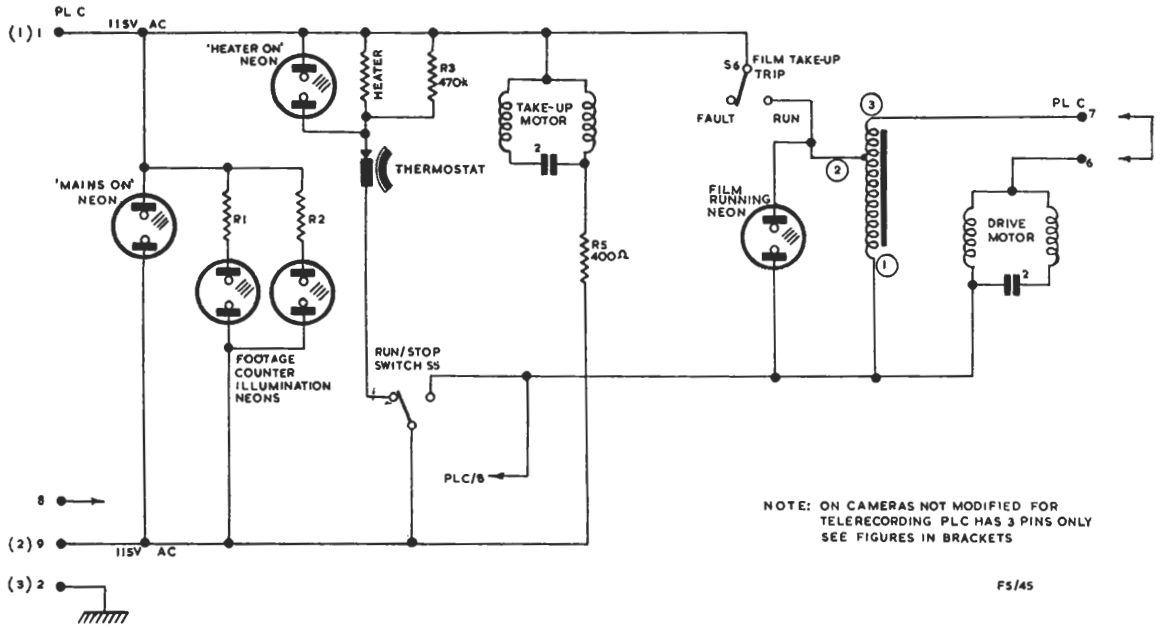 PL C
(1) 1
115V AC
'HEATER ON'
NEON
HEATER
R3
470k
TAKE-UP
MOTOR
2
S6
FILM TAKE-UP
TRIP
FAULT
RUN
3
PL C
7
6
2
THERMOSTAT
'MAINS ON'
NEON
R1
R2
FILM
RUNNING
NEON
1
DRIVE
MOTOR
2
R5
400Ω
FOOTAGE
COUNTER
ILLUMINATION
NEONS
RUN/STOP
SWITCH S5
PLC/8
8
(2) 9
115V AC
(3) 2
NOTE: ON CAMERAS NOT MODIFIED FOR
TELERECORDING PLC HAS 3 PINS ONLY
SEE FIGURES IN BRACKETS
FS/45